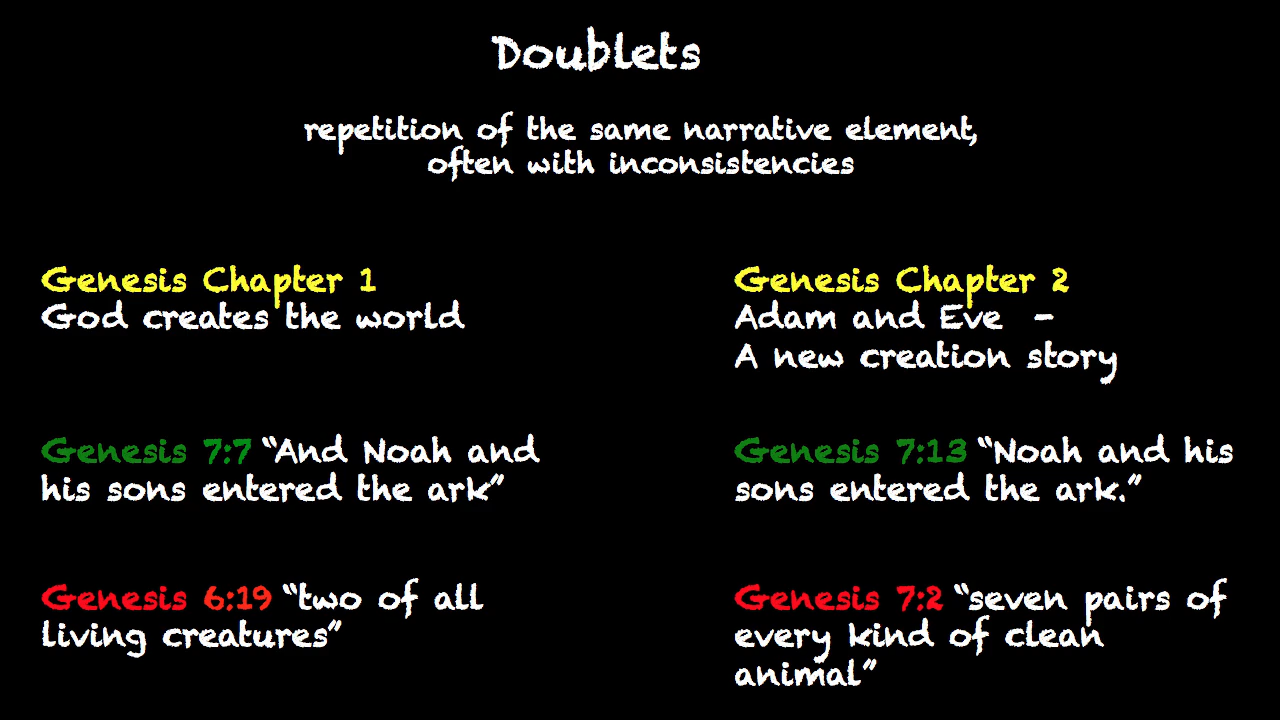 Doublets
repetition of the same narrative element,
often with inconsistencies
Genesis Chapter 1
God creates the world
Genesis Chapter 2
Adam and Eve -
A new creation story
Genesis 7:7 “And Noah and
his sons entered the ark”
Genesis 7:13 “Noah and his
sons entered the ark.”
Genesis 6:19 “two of all
living creatures”
Genesis 7:2 “seven pairs of
every kind of clean
animal”